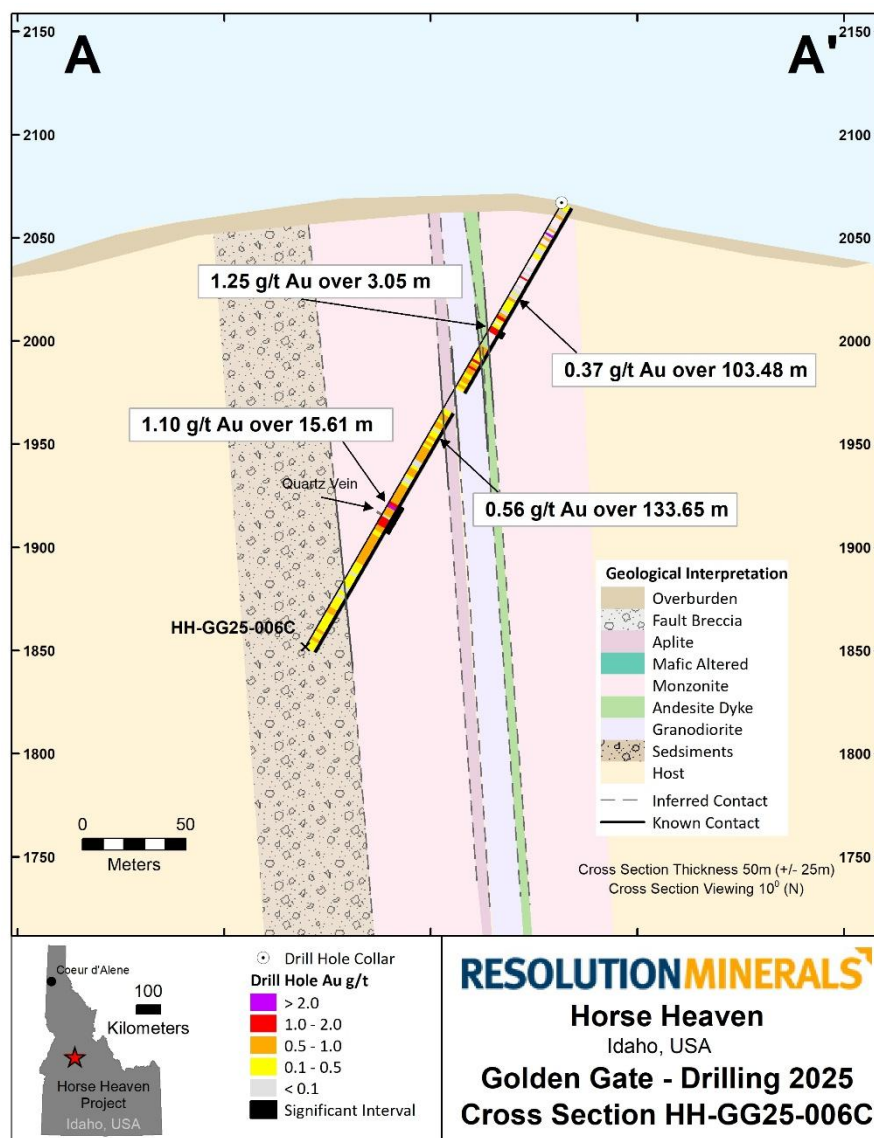 A
A'
2150
2150
2100
2100
2050
2050
2000
2000
1950
1950
1900
1900
1850
1850
1800
1800
1750
1750
1.25 g/t Au over 3.05 m
0.37 g/t Au over 103.48 m
1.10 g/t Au over 15.61 m
Quartz Vein
0.56 g/t Au over 133.65 m
HH-GG25-006C
Geological Interpretation
Overburden
Fault Breccia
Aplite
Mafic Altered
Monzonite
Andesite Dyke
Granodiorite
Sedsiments
Host
Inferred Contact
Known Contact
0
50
Meters
Cross Section Thickness 50m (+/- 25m)
Cross Section Viewing 10⁰ (N)
Coeur d'Alene
100
Kilometers
Horse Heaven
Project
Idaho, USA
Drill Hole Collar
Drill Hole Au g/t
> 2.0
1.0 - 2.0
0.5 - 1.0
0.1 - 0.5
< 0.1
Significant Interval
RESOLUTIONMINERALS
Horse Heaven
Idaho, USA
Golden Gate - Drilling 2025
Cross Section HH-GG25-006C